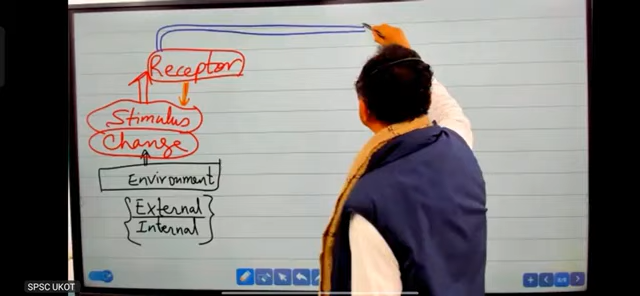 Receptor
Stimulus
Change
Environment
External
Internal
SPSC UKOT